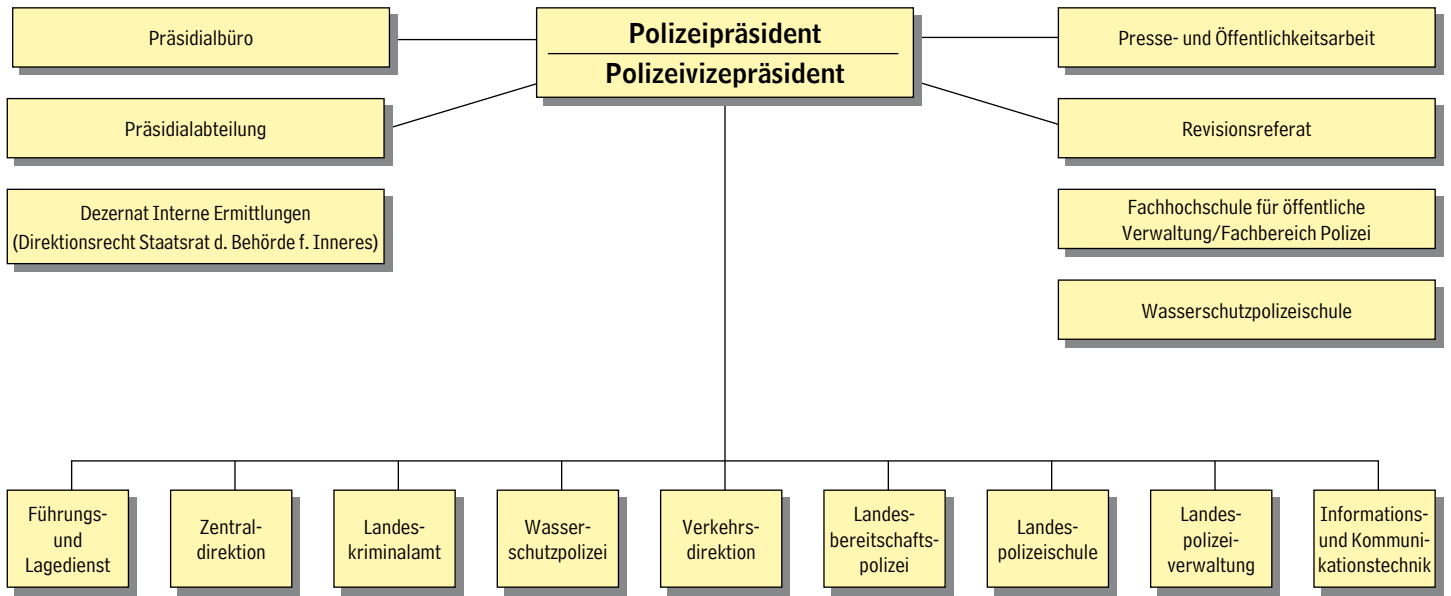 Präsidialbüro
Polizeipräsident
Polizeivizepräsident
Presse- und Öffentlichkeitsarbeit
Präsidialabteilung
Revisionsreferat
Dezernat Interne Ermittlungen
(Direktionsrecht Staatsrat d. Behörde f. Inneres)
Fachhochschule für öffentliche
Verwaltung/Fachbereich Polizei
Wasserschutzpolizeischule
Führungs-
und
Lagedienst
Zentral-
direktion
Landes-
kriminalamt
Wasser-
schutzpolizei
Verkehrs-
direktion
Landes-
bereitschafts-
polizei
Landes-
polizeischule
Landes-
polizei-
verwaltung
Informations-
und Kommuni-
kationstechnik